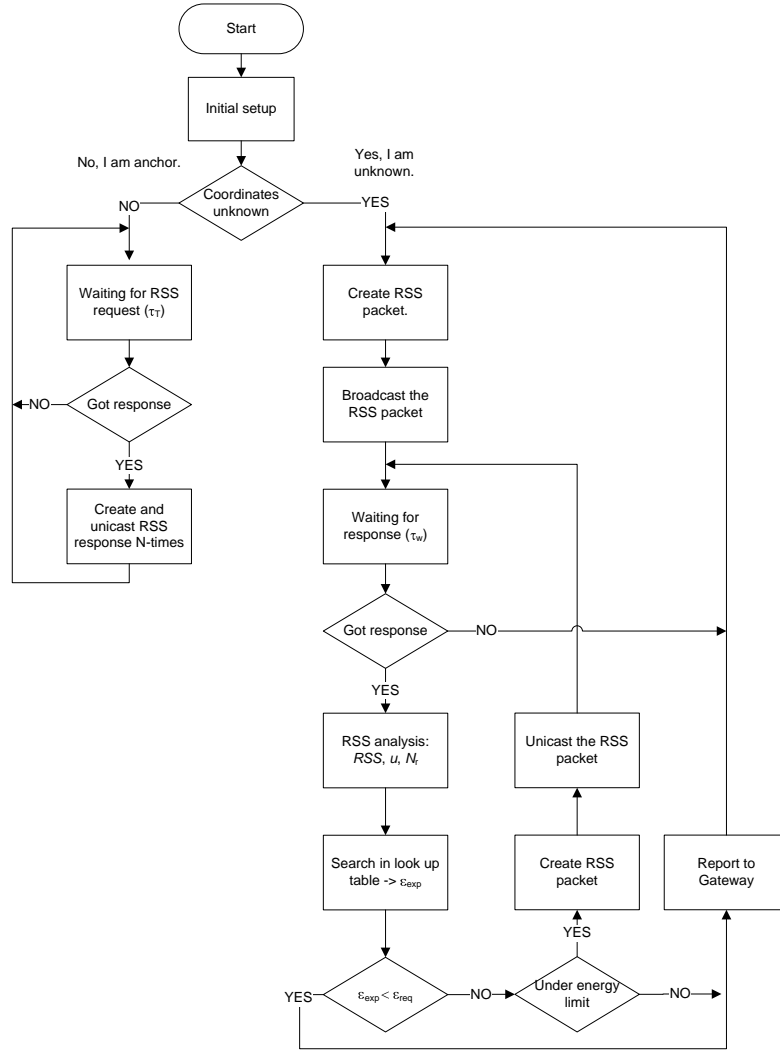 Start
Initial setup
No, I am anchor.
Yes, I am
unknown.
Coordinates
unknown
NO
YES
Waiting for RSS
request (τT)
Got response
NO
YES
Create and
unicast RSS
response N-times
Create RSS
packet.
Broadcast the
RSS packet
Waiting for
response (τw)
Got response
NO
YES
RSS analysis:
RSS, u, Nr
Search in look up
table -> εexp
εexp < εreq
YES
NO
Under energy
limit
YES
NO
Create RSS
packet
Unicast the RSS
packet
Report to
Gateway